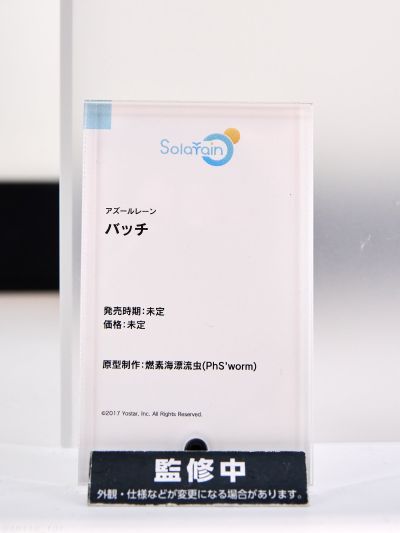 Solarain
アズールレーン
バッチ
発売時期：未定
価格：未定
原型制作：燃素海漂流虫(PhS'worm)
©2017 Yostar, Inc. All Rights Reserved.
監修中
外観・仕様などが変更になる場合があります。